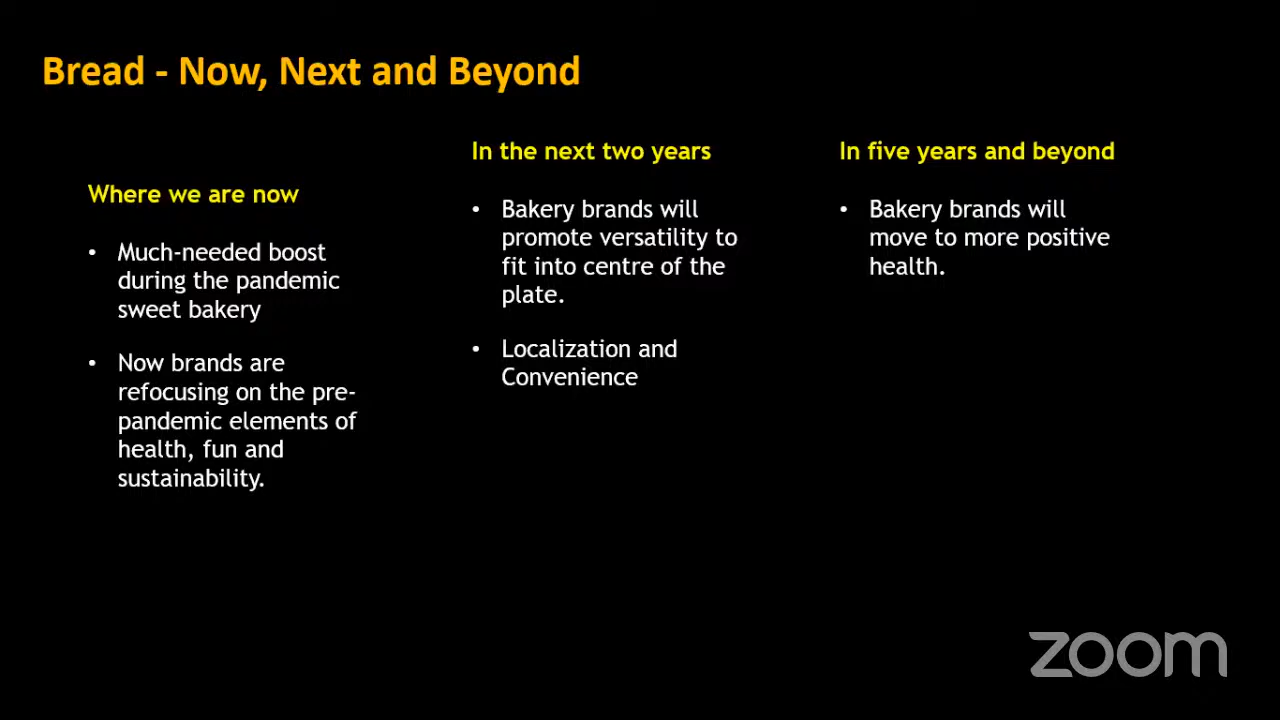 Bread - Now, Next and Beyond
Where we are now
• Much-needed boost
during the pandemic
sweet bakery
• Now brands are
refocusing on the pre-
pandemic elements of
health, fun and
sustainability.
In the next two years
• Bakery brands will
promote versatility to
fit into centre of the
plate.
• Localization and
Convenience
In five years and beyond
• Bakery brands will
move to more positive
health.
zoom